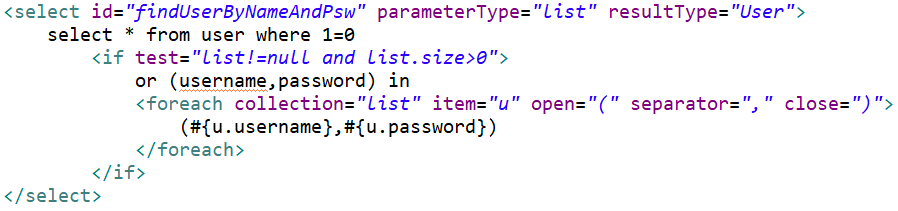 <select id="findUserByNameAndPsw" parameterType="list" resultType="User">
select * from user where 1=0
<if test="list!=null and list.size>0">
or (username,password) in
<foreach collection="list" item="u" open="(" separator="," close=")">
(#{u.username},#{u.password})
</foreach>
</if>
</select>